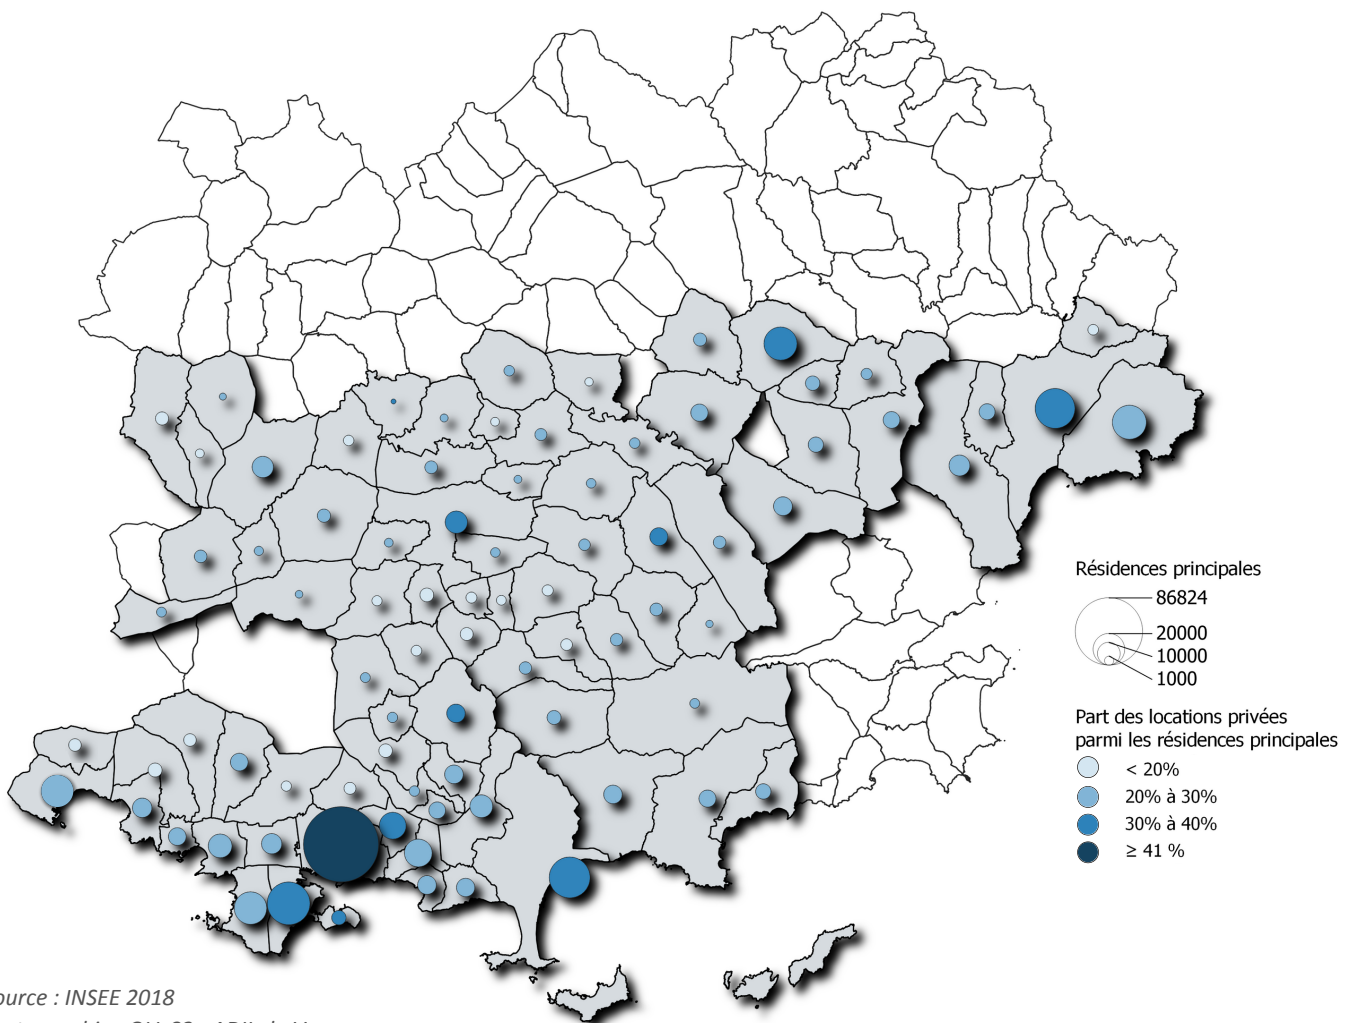 Résidences principales
86824
20000
10000
1000
Part des locations privées
parmi les résidences principales
< 20%
20% à 30%
30% à 40%
≥ 41 %
ource : INSEE 2018